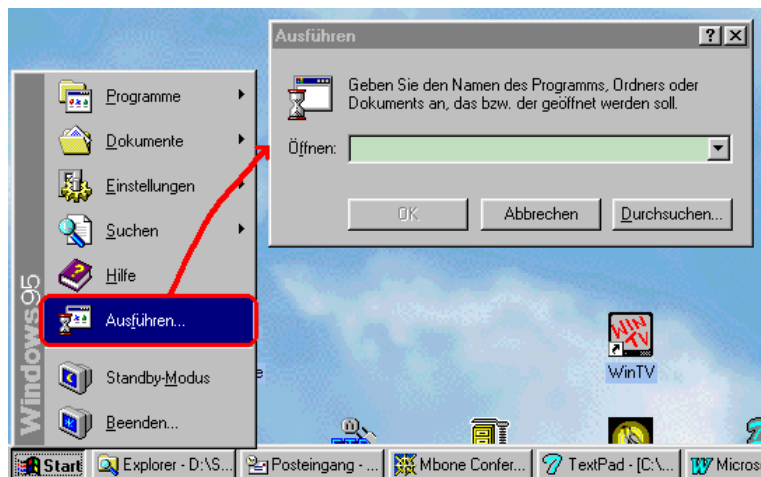 Ausführen
Geben Sie den Namen des Programms, Ordners oder
Dokuments an, das bzw. der geöffnet werden soll.
Öffnen:
OK
Abbrechen
Durchsuchen...
Windows95
Programme
Dokumente
Einstellungen
Suchen
Hilfe
Ausführen...
Standby-Modus
Beenden...
WIN TV
WinTV
Start
Explorer - D:\S...
Posteingang - ...
Mbone Confer...
TextPad - [C:\...
Micros